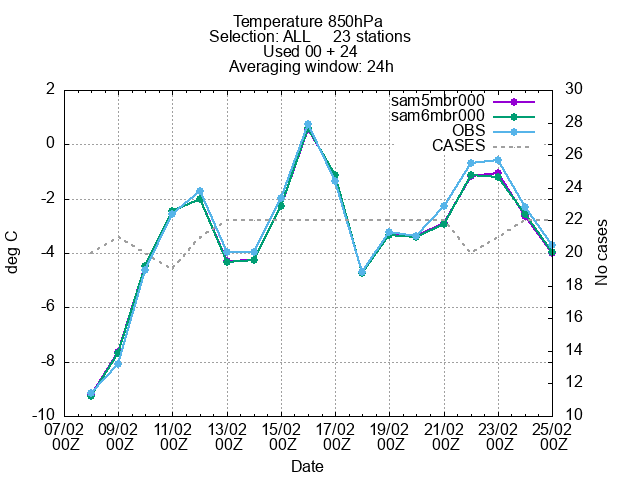 Temperature 850hPa
Selection: ALL 23 stations
Used 00 + 24
Averaging window: 24h
sam5mbr000
sam6mbr000
OBS
CASES
2
0
-2
-4
-6
-8
-10
deg C
30
28
26
24
22
20
18
16
14
12
10
No cases
07/02 09/02 11/02 13/02 15/02 17/02 19/02 21/02 23/02 25/02
00Z 00Z 00Z 00Z 00Z 00Z 00Z 00Z 00Z 00Z
Date